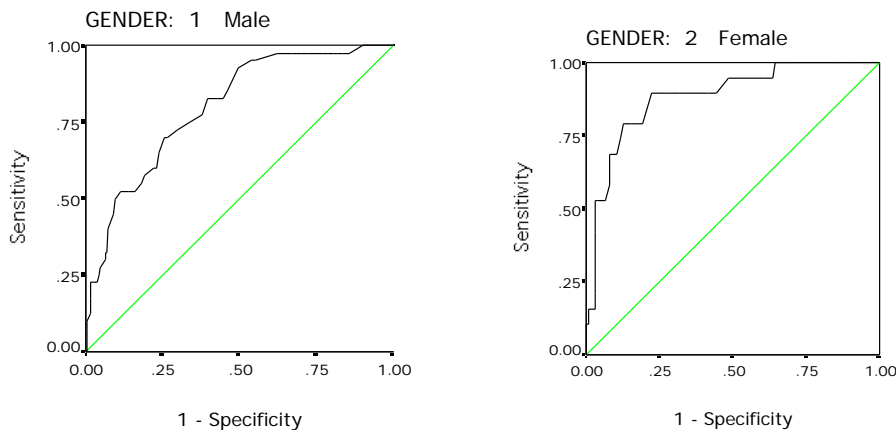 GENDER: 1 Male
1.00
.75
.50
.25
0.00
Sensitivity
0.00 .25 .50 .75 1.00
1 - Specificity
GENDER: 2 Female
1.00
.75
.50
.25
0.00
Sensitivity
0.00 .25 .50 .75 1.00
1 - Specificity